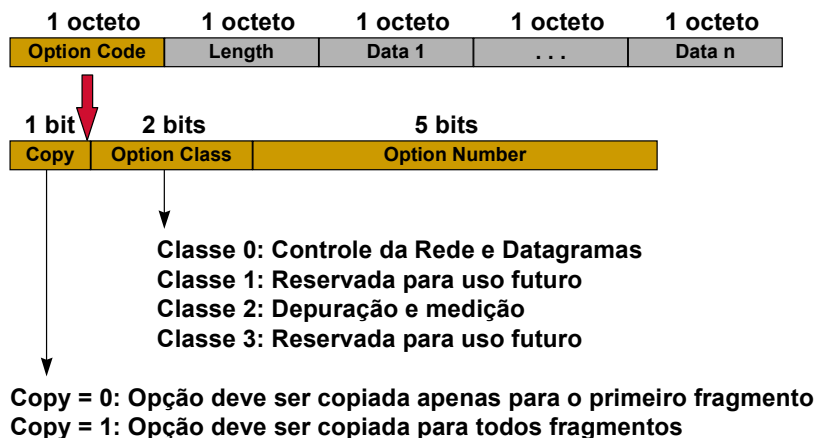 1 octeto 1 octeto 1 octeto 1 octeto 1 octeto
Option Code Length Data 1 . . . Data n
1 bit 2 bits 5 bits
Copy Option Class Option Number
Classe 0: Controle da Rede e Datagramas
Classe 1: Reservada para uso futuro
Classe 2: Depuração e medição
Classe 3: Reservada para uso futuro
Copy = 0: Opção deve ser copiada apenas para o primeiro fragmento
Copy = 1: Opção deve ser copiada para todos fragmentos